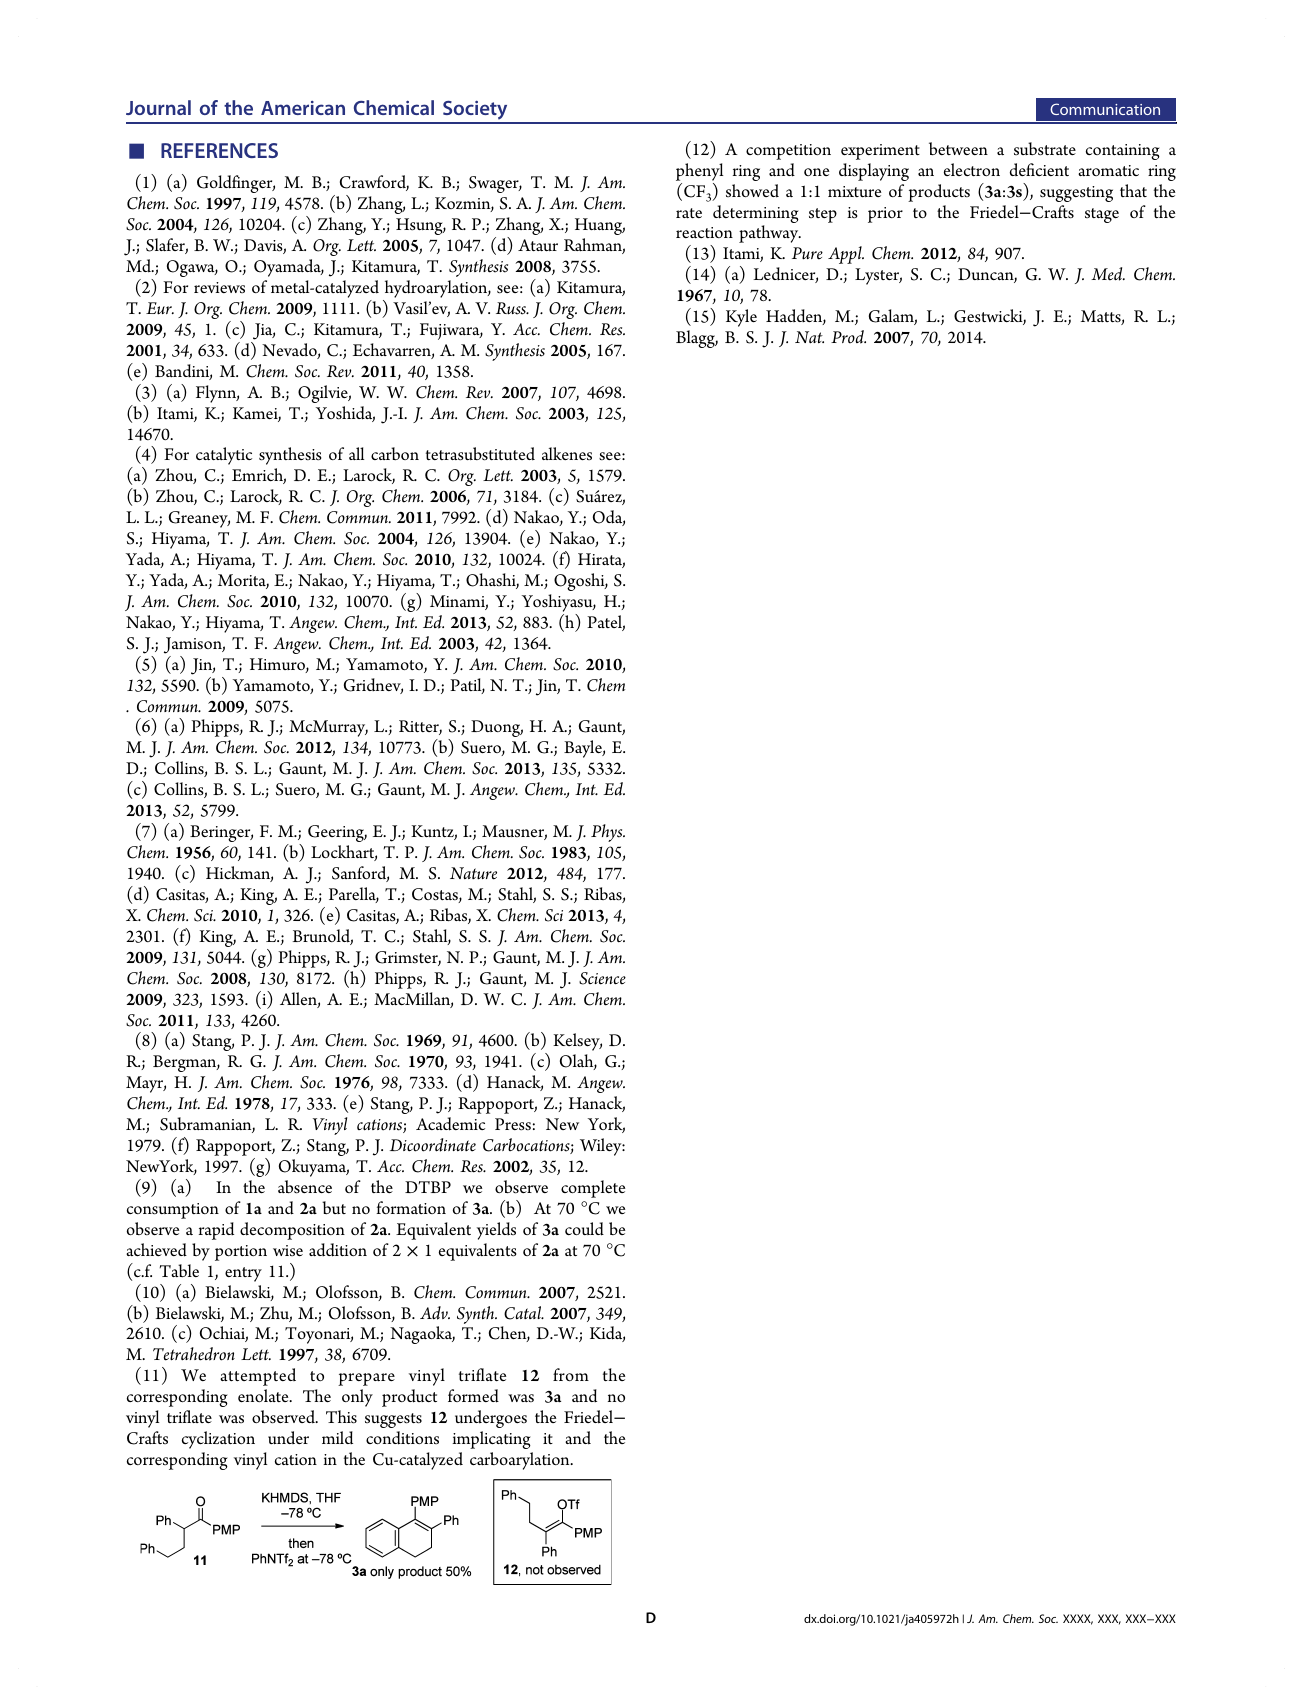 Journal of the American Chemical Society
Communication
■ REFERENCES
(1) (a) Goldfinger, M. B.; Crawford, K. B.; Swager, T. M. J. Am.
Chem. Soc. 1997, 119, 4578. (b) Zhang, L.; Kozmin, S. A. J. Am. Chem.
Soc. 2004, 126, 10204. (c) Zhang, Y.; Hsung, R. P.; Zhang, X.; Huang,
J.; Slafer, B. W.; Davis, A. Org. Lett. 2005, 7, 1047. (d) Ataur Rahman,
Md.; Ogawa, O.; Oyamada, J.; Kitamura, T. Synthesis 2008, 3755.
(2) For reviews of metal-catalyzed hydroarylation, see: (a) Kitamura,
T. Eur. J. Org. Chem. 2009, 1111. (b) Vasil'ev, A. V. Russ. J. Org. Chem.
2009, 45, 1. (c) Jia, C.; Kitamura, T.; Fujiwara, Y. Acc. Chem. Res.
2001, 34, 633. (d) Nevado, C.; Echavarren, A. M. Synthesis 2005, 167.
(e) Bandini, M. Chem. Soc. Rev. 2011, 40, 1358.
(3) (a) Flynn, A. B.; Ogilvie, W. W. Chem. Rev. 2007, 107, 4698.
(b) Itami, K.; Kamei, T.; Yoshida, J.-I. J. Am. Chem. Soc. 2003, 125,
14670.
(4) For catalytic synthesis of all carbon tetrasubstituted alkenes see:
(a) Zhou, C.; Emrich, D. E.; Larock, R. C. Org. Lett. 2003, 5, 1579.
(b) Zhou, C.; Larock, R. C. J. Org. Chem. 2006, 71, 3184. (c) Suárez,
L. L.; Greaney, M. F. Chem. Commun. 2011, 7992. (d) Nakao, Y.; Oda,
S.; Hiyama, T. J. Am. Chem. Soc. 2004, 126, 13904. (e) Nakao, Y.;
Yada, A.; Hiyama, T. J. Am. Chem. Soc. 2010, 132, 10024. (f) Hirata,
Y.; Yada, A.; Morita, E.; Nakao, Y.; Hiyama, T.; Ohashi, M.; Ogoshi, S.
J. Am. Chem. Soc. 2010, 132, 10070. (g) Minami, Y.; Yoshiyasu, H.;
Nakao, Y.; Hiyama, T. Angew. Chem., Int. Ed. 2013, 52, 883. (h) Patel,
S. J.; Jamison, T. F. Angew. Chem., Int. Ed. 2003, 42, 1364.
(5) (a) Jin, T.; Himuro, M.; Yamamoto, Y. J. Am. Chem. Soc. 2010,
132, 5590. (b) Yamamoto, Y.; Gridnev, I. D.; Patil, N. T.; Jin, T. Chem
. Commun. 2009, 5075.
(6) (a) Phipps, R. J.; McMurray, L.; Ritter, S.; Duong, H. A.; Gaunt,
M. J. J. Am. Chem. Soc. 2012, 134, 10773. (b) Suero, M. G.; Bayle, E.
D.; Collins, B. S. L.; Gaunt, M. J. J. Am. Chem. Soc. 2013, 135, 5332.
(c) Collins, B. S. L.; Suero, M. G.; Gaunt, M. J. Angew. Chem., Int. Ed.
2013, 52, 5799.
(7) (a) Beringer, F. M.; Geering, E. J.; Kuntz, I.; Mausner, M. J. Phys.
Chem. 1956, 60, 141. (b) Lockhart, T. P. J. Am. Chem. Soc. 1983, 105,
1940. (c) Hickman, A. J.; Sanford, M. S. Nature 2012, 484, 177.
(d) Casitas, A.; King, A. E.; Parella, T.; Costas, M.; Stahl, S. S.; Ribas,
X. Chem. Sci. 2010, 1, 326. (e) Casitas, A.; Ribas, X. Chem. Sci 2013, 4,
2301. (f) King, A. E.; Brunold, T. C.; Stahl, S. S. J. Am. Chem. Soc.
2009, 131, 5044. (g) Phipps, R. J.; Grimster, N. P.; Gaunt, M. J. J. Am.
Chem. Soc. 2008, 130, 8172. (h) Phipps, R. J.; Gaunt, M. J. Science
2009, 323, 1593. (i) Allen, A. E.; MacMillan, D. W. C. J. Am. Chem.
Soc. 2011, 133, 4260.
(8) (a) Stang, P. J. J. Am. Chem. Soc. 1969, 91, 4600. (b) Kelsey, D.
R.; Bergman, R. G. J. Am. Chem. Soc. 1970, 93, 1941. (c) Olah, G.;
Mayr, H. J. Am. Chem. Soc. 1976, 98, 7333. (d) Hanack, M. Angew.
Chem., Int. Ed. 1978, 17, 333. (e) Stang, P. J.; Rappoport, Z.; Hanack,
M.; Subramanian, L. R. Vinyl cations; Academic Press: New York,
1979. (f) Rappoport, Z.; Stang, P. J. Dicoordinate Carbocations; Wiley:
NewYork, 1997. (g) Okuyama, T. Acc. Chem. Res. 2002, 35, 12.
(9) (a) In the absence of the DTBP we observe complete
consumption of 1a and 2a but no formation of 3a. (b) At 70 °C we
observe a rapid decomposition of 2a. Equivalent yields of 3a could be
achieved by portion wise addition of 2 × 1 equivalents of 2a at 70 °C
(c.f. Table 1, entry 11.)
(10) (a) Bielawski, M.; Olofsson, B. Chem. Commun. 2007, 2521.
(b) Bielawski, M.; Zhu, M.; Olofsson, B. Adv. Synth. Catal. 2007, 349,
2610. (c) Ochiai, M.; Toyonari, M.; Nagaoka, T.; Chen, D.-W.; Kida,
M. Tetrahedron Lett. 1997, 38, 6709.
(11) We attempted to prepare vinyl triflate 12 from the
corresponding enolate. The only product formed was 3a and no
vinyl triflate was observed. This suggests 12 undergoes the Friedel−
Crafts cyclization under mild conditions implicating it and the
corresponding vinyl cation in the Cu-catalyzed carboarylation.
O
Ph
PMP
Ph
11
KHMDS, THF
−78 ºC
then
PhNTf2 at −78 ºC
PMP
Ph
3a only product 50%
Ph
OTf
PMP
Ph
12, not observed
(12) A competition experiment between a substrate containing a
phenyl ring and one displaying an electron deficient aromatic ring
(CF3) showed a 1:1 mixture of products (3a:3s), suggesting that the
rate determining step is prior to the Friedel−Crafts stage of the
reaction pathway.
(13) Itami, K. Pure Appl. Chem. 2012, 84, 907.
(14) (a) Lednicer, D.; Lyster, S. C.; Duncan, G. W. J. Med. Chem.
1967, 10, 78.
(15) Kyle Hadden, M.; Galam, L.; Gestwicki, J. E.; Matts, R. L.;
Blagg, B. S. J. J. Nat. Prod. 2007, 70, 2014.
D
dx.doi.org/10.1021/ja405972h | J. Am. Chem. Soc. XXXX, XXX, XXX−XXX